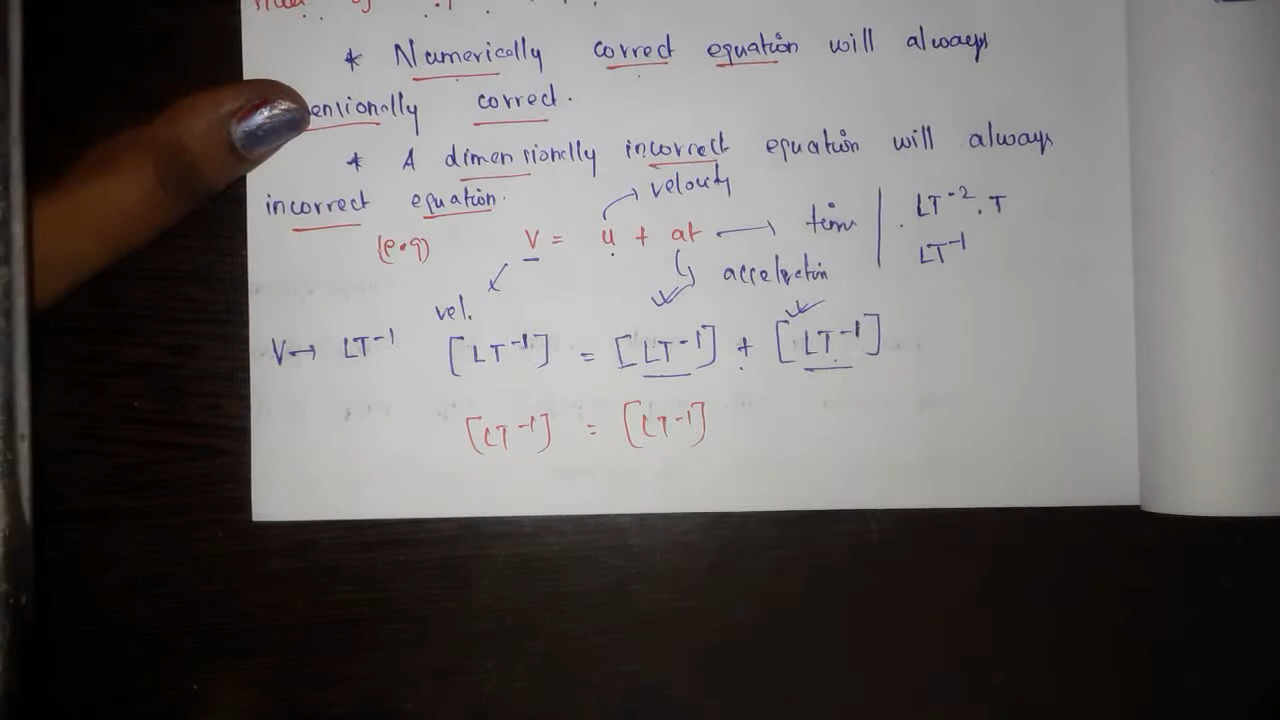 * Numerically correct equation will always
ensionally correct.
* A dimensionally incorrect equation will always
incorrect equation.
velocity
(e.g) V = u + at → time | LT⁻² . T
LT⁻¹
acceleration
vel.
V → LT⁻¹ [LT⁻¹] = [LT⁻¹] + [LT⁻¹]
[LT⁻¹] = [LT⁻¹]